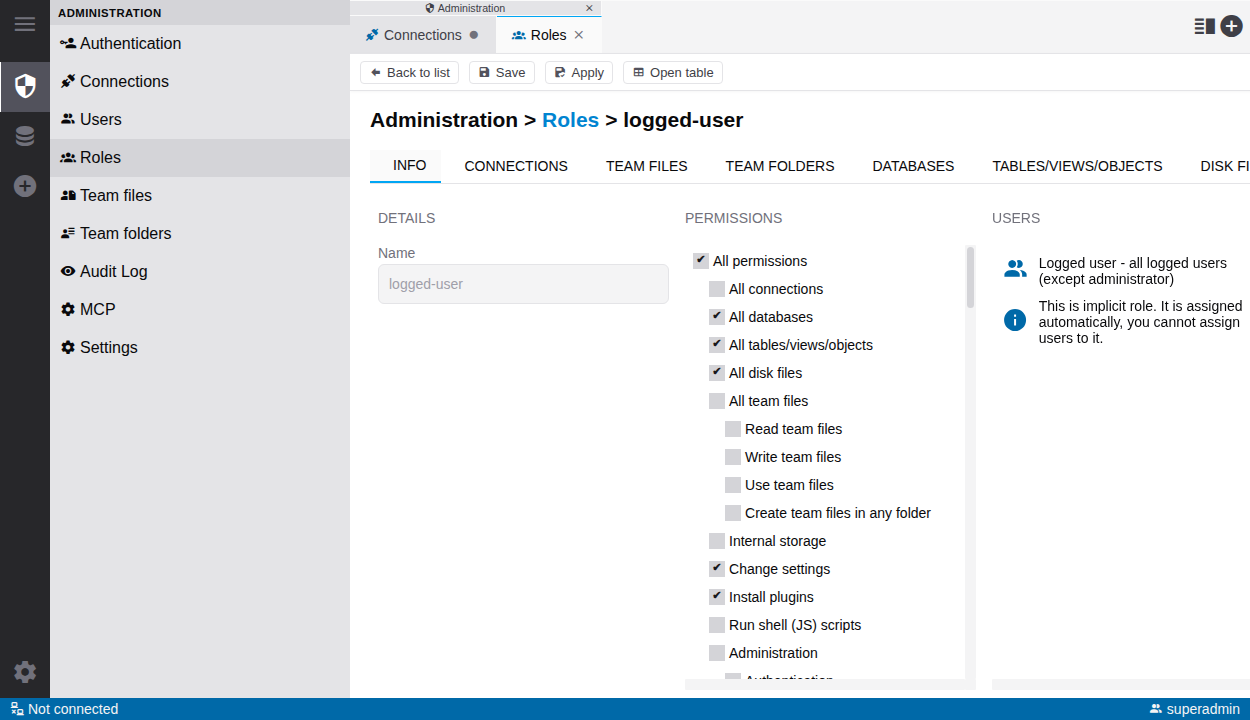 ADMINISTRATION
Authentication
Connections
Users
Roles
Team files
Team folders
Audit Log
MCP
Settings
Administration
Connections
Roles
Back to list
Save
Apply
Open table
Administration > Roles > logged-user
INFO
CONNECTIONS
TEAM FILES
TEAM FOLDERS
DATABASES
TABLES/VIEWS/OBJECTS
DISK FI
DETAILS
Name
logged-user
PERMISSIONS
All permissions
All connections
All databases
All tables/views/objects
All disk files
All team files
Read team files
Write team files
Use team files
Create team files in any folder
Internal storage
Change settings
Install plugins
Run shell (JS) scripts
Administration
Authentication
USERS
Logged user - all logged users
(except administrator)
This is implicit role. It is assigned
automatically, you cannot assign
users to it.
Not connected
superadmin